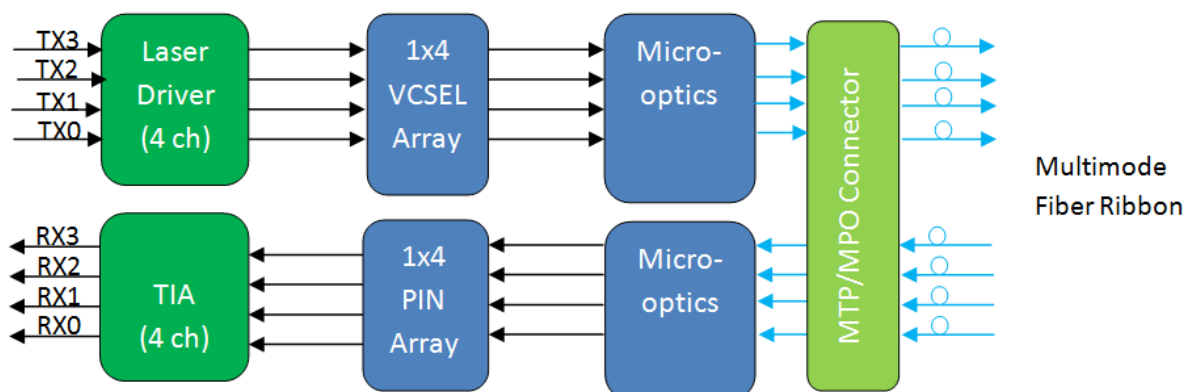 TX3
TX2
TX1
TX0
Laser
Driver
(4 ch)
1x4
VCSEL
Array
Micro-
optics
MTP/MPO Connector
Multimode
Fiber Ribbon
RX3
RX2
RX1
RX0
TIA
(4 ch)
1x4
PIN
Array
Micro-
optics